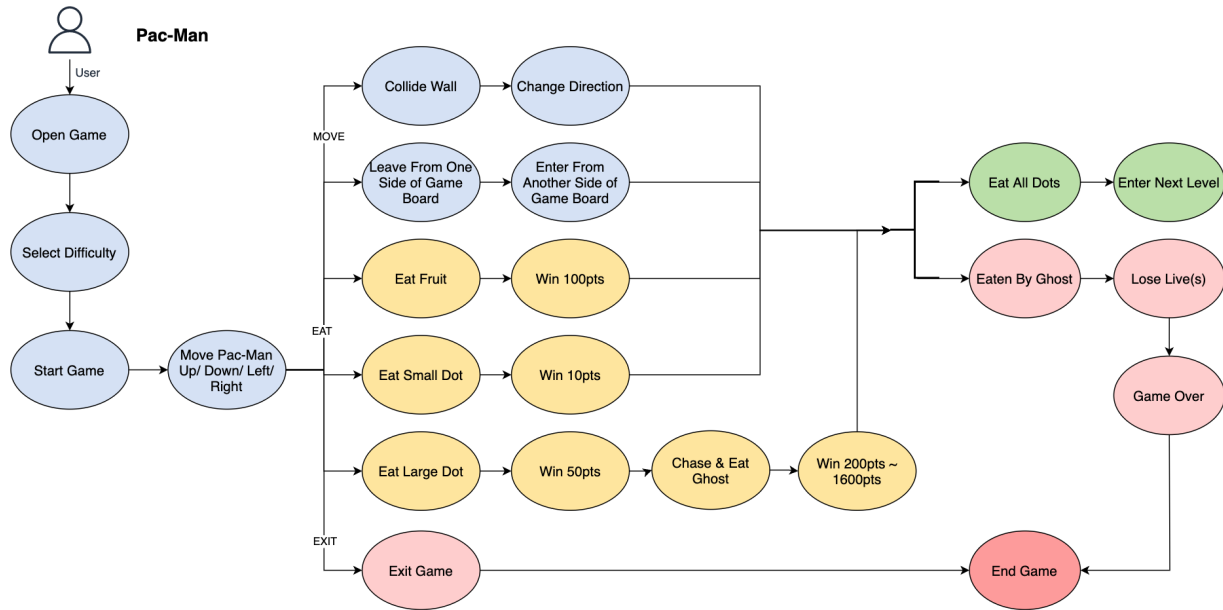 Pac-Man
User
Open Game
Select Difficulty
Start Game
Move Pac-Man
Up/ Down/ Left/
Right
MOVE
EAT
EXIT
Collide Wall
Change Direction
Leave From One
Side of Game
Board
Enter From
Another Side of
Game Board
Eat Fruit
Win 100pts
Eat Small Dot
Win 10pts
Eat Large Dot
Win 50pts
Chase & Eat
Ghost
Win 200pts ~
1600pts
Exit Game
Eat All Dots
Enter Next Level
Eaten By Ghost
Lose Live(s)
Game Over
End Game